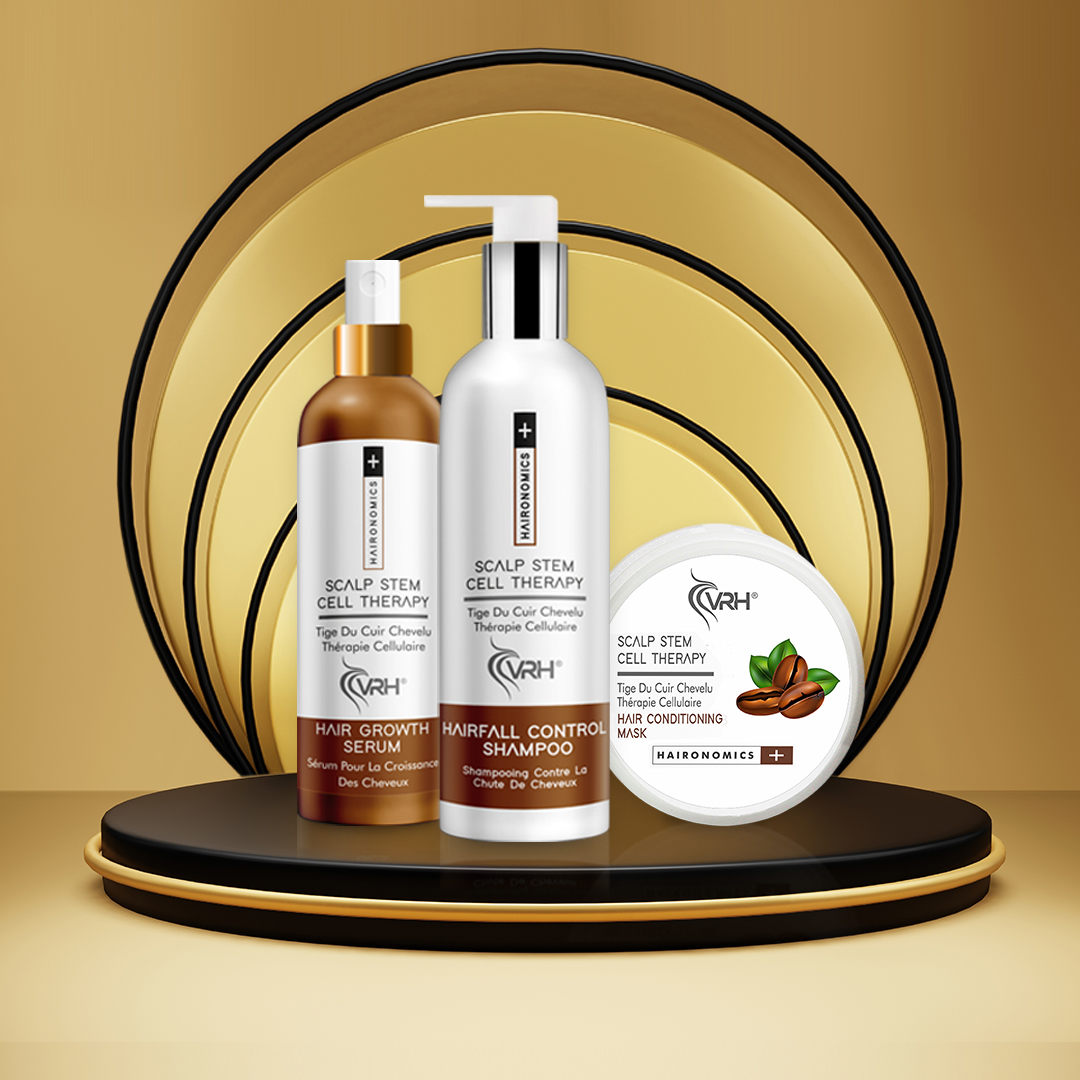 +
HAIRONOMICS
SCALP STEM
CELL THERAPY
Tige Du Cuir Chevelu
Thérapie Cellulaire
VRH®
HAIR GROWTH
SERUM
Sérum Pour La Croissance
Des Cheveux
+
HAIRONOMICS
SCALP STEM
CELL THERAPY
Tige Du Cuir Chevelu
Thérapie Cellulaire
VRH®
HAIRFALL CONTROL
SHAMPOO
Shampooing Contre La
Chute De Cheveux
VRH®
SCALP STEM
CELL THERAPY
Tige Du Cuir Chevelu
Thérapie Cellulaire
HAIR CONDITIONING
MASK
HAIRONOMICS +